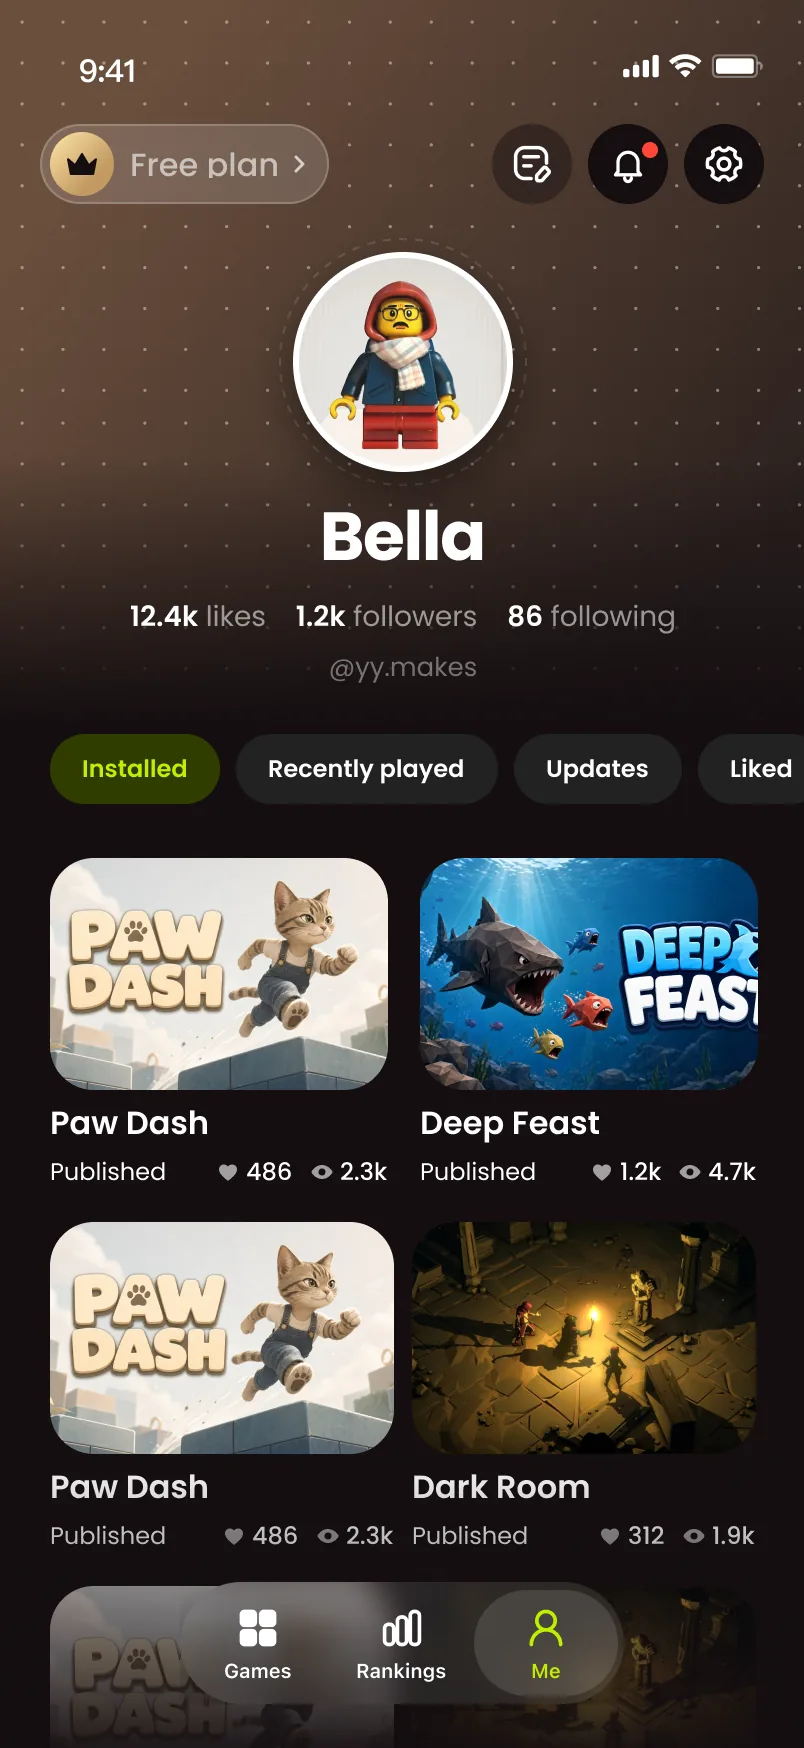 9:41
Free plan
Bella
12.4k likes 1.2k followers 86 following
@yy.makes
Installed Recently played Updates Liked
PAW
DASH
DEEP
FEAST
Paw Dash
Published 486 2.3k
Deep Feast
Published 1.2k 4.7k
PAW
DASH
Paw Dash
Published 486 2.3k
Dark Room
Published 312 1.9k
PAW
DASH
Games Rankings Me